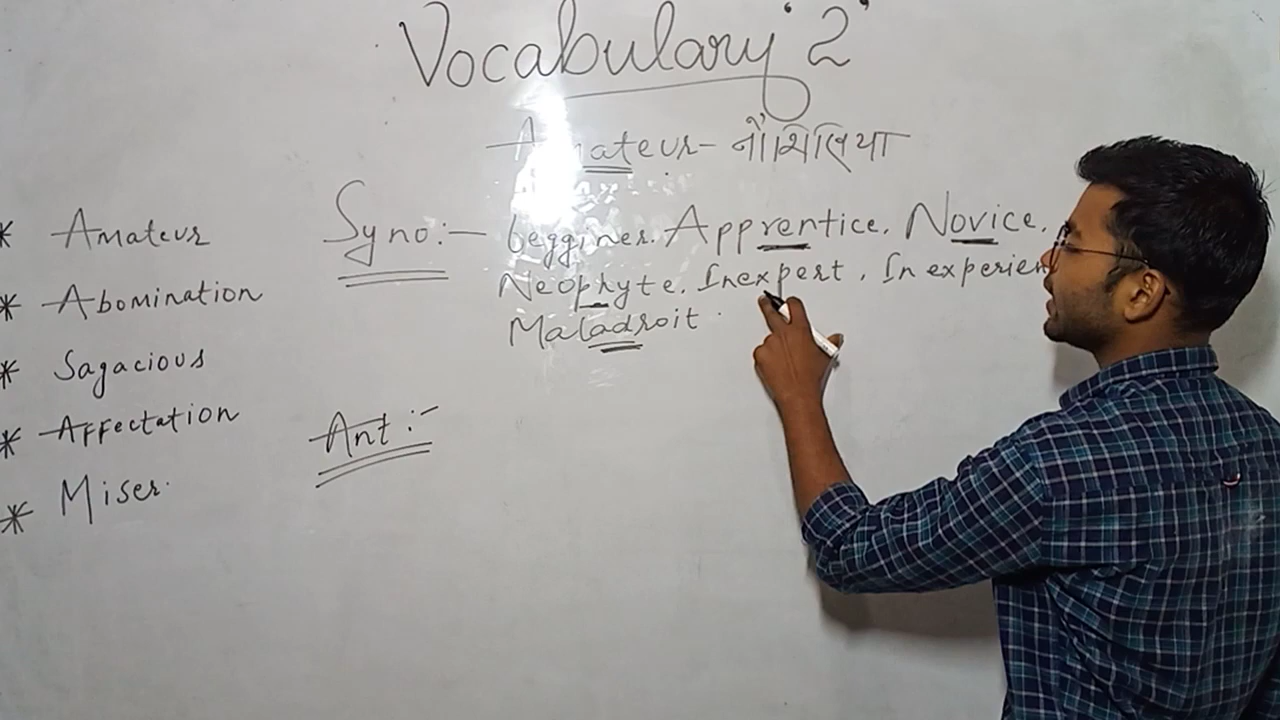 Vocabulary '2'
Amateur - नौशिखिया
Syno:- begginer. Apprentice. Novice.
Neophyte. Inexpert. Inexperien
Maladroit.
Ant:-
* Amateur
* Abomination
* Sagacious
* Affectation
* Miser.